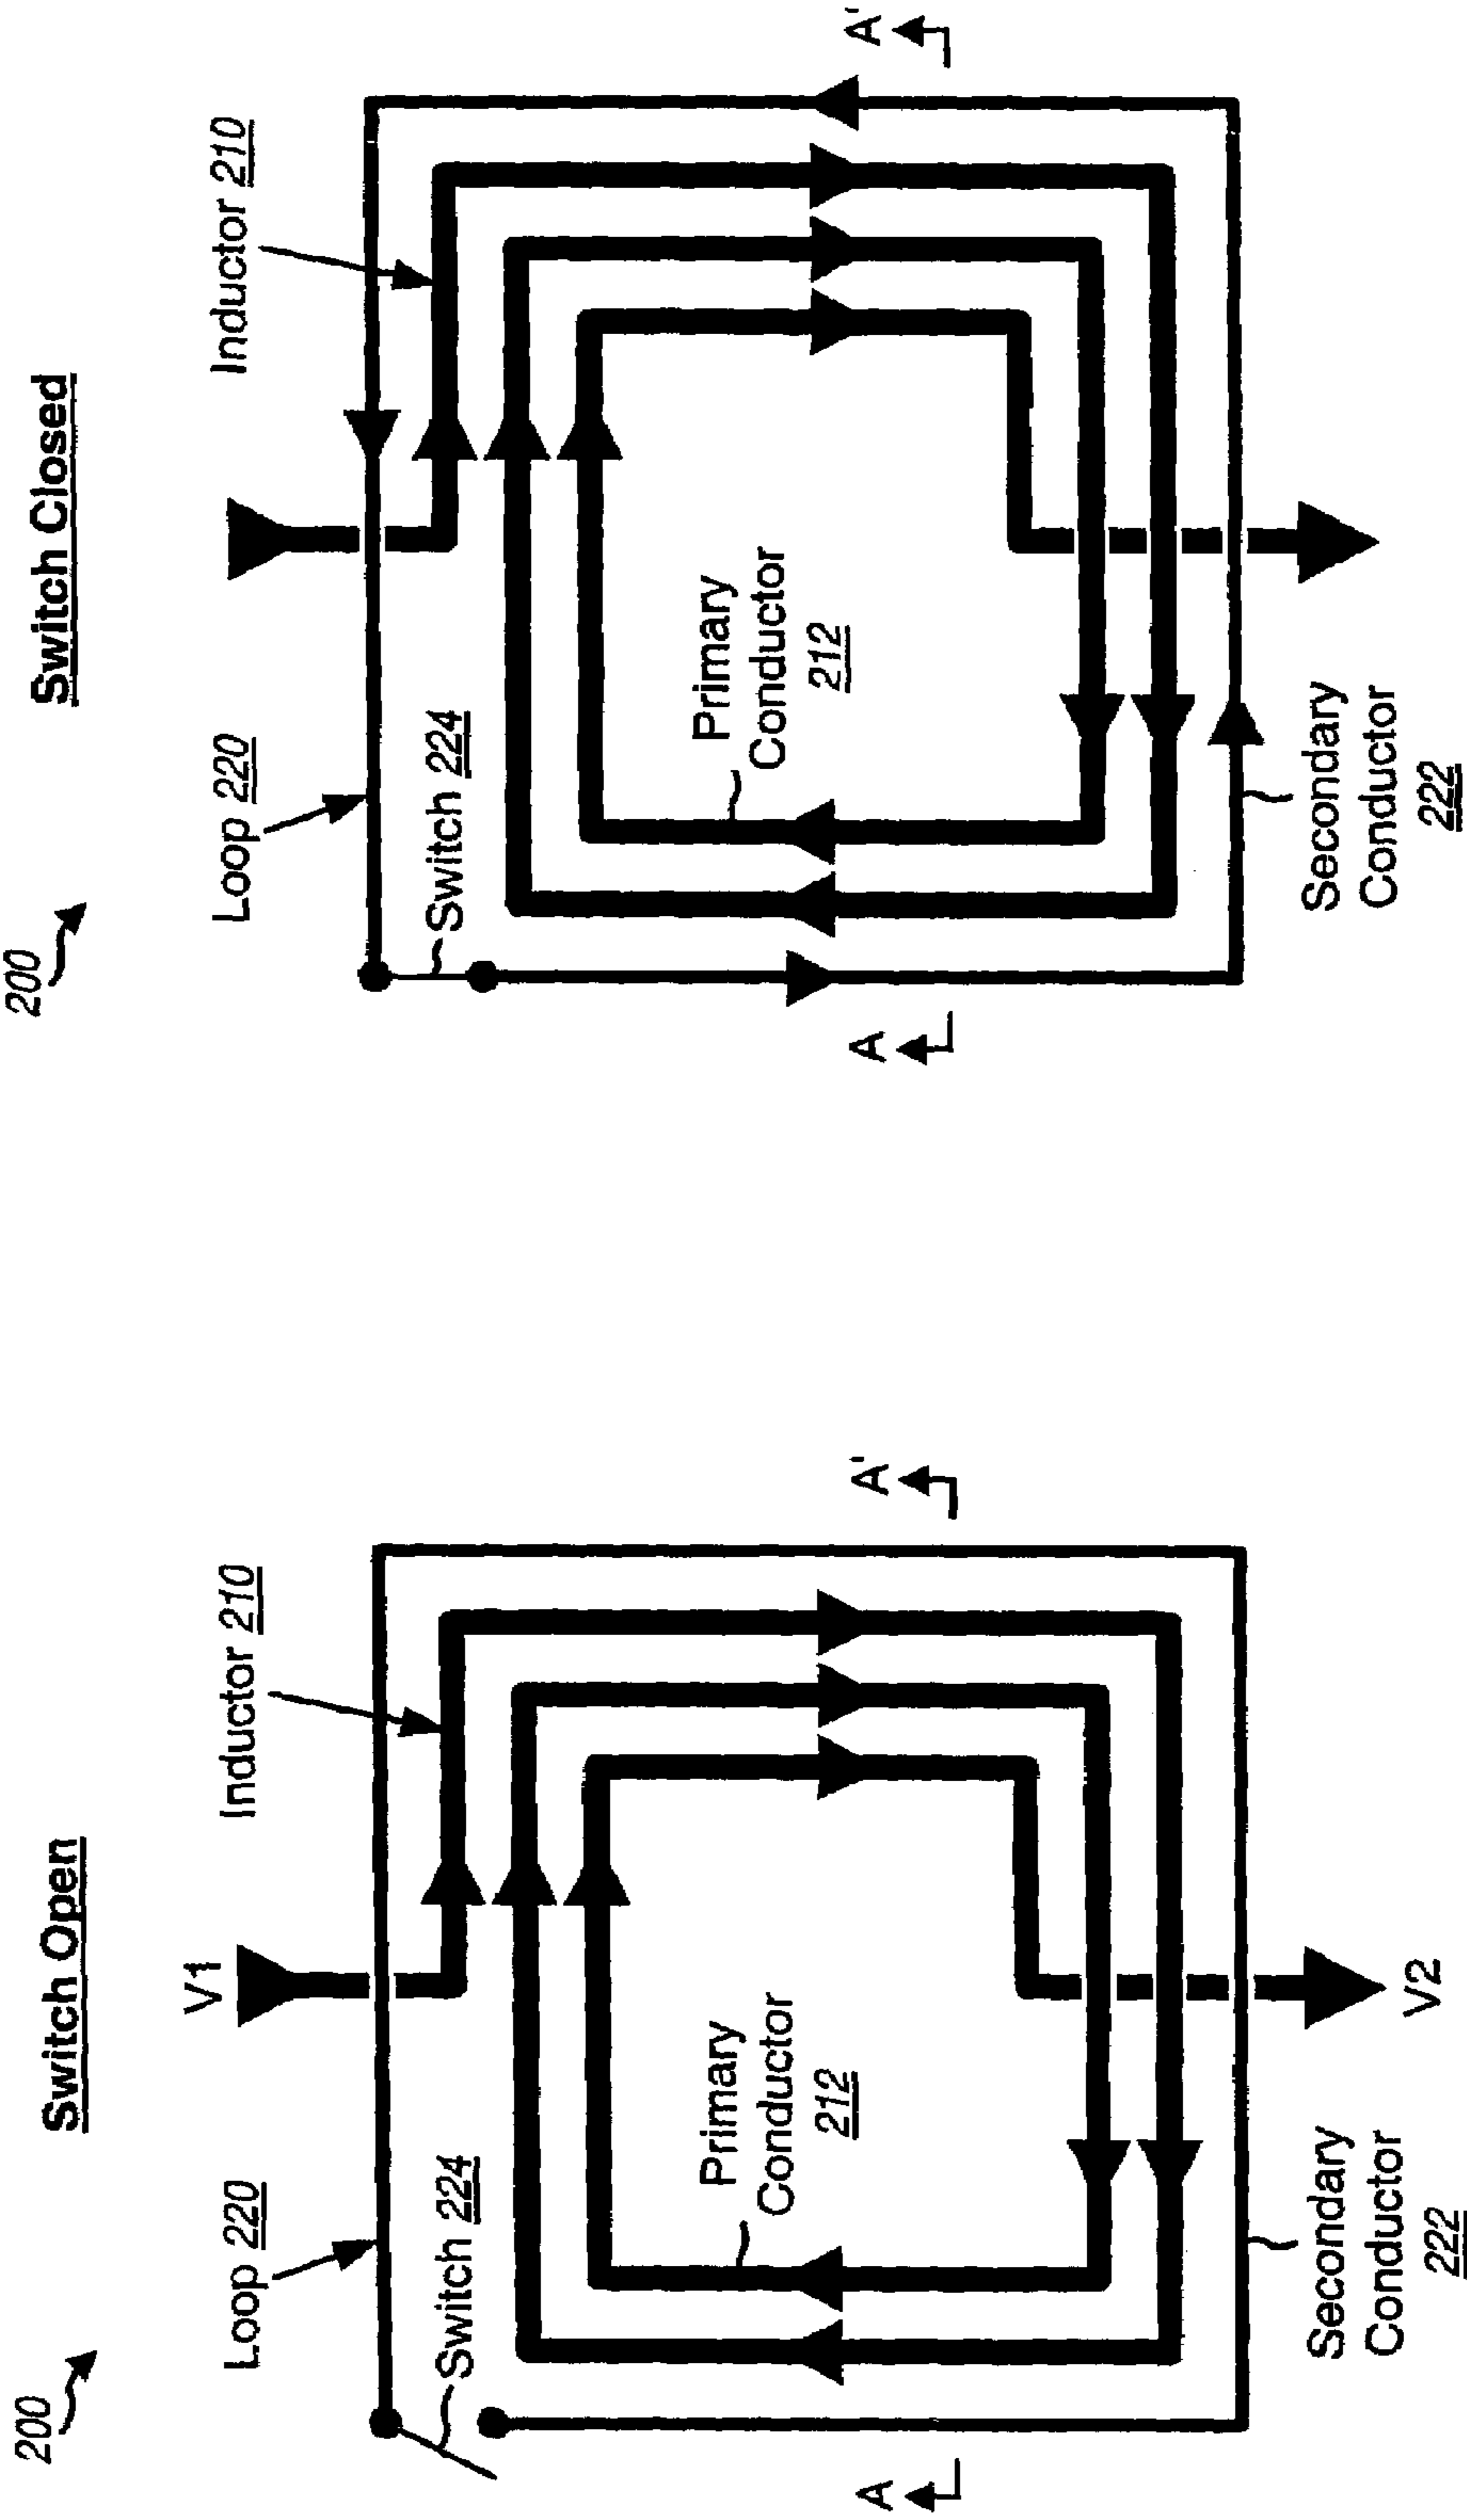 Switch Open
200
V1
Loop 220
Inductor 210
Switch 224
Primary
Conductor
212
A
A'
Secondary
Conductor
222
V2
Switch Closed
200
Loop 220
Inductor 210
Switch 224
Primary
Conductor
212
A
A'
Secondary
Conductor
222